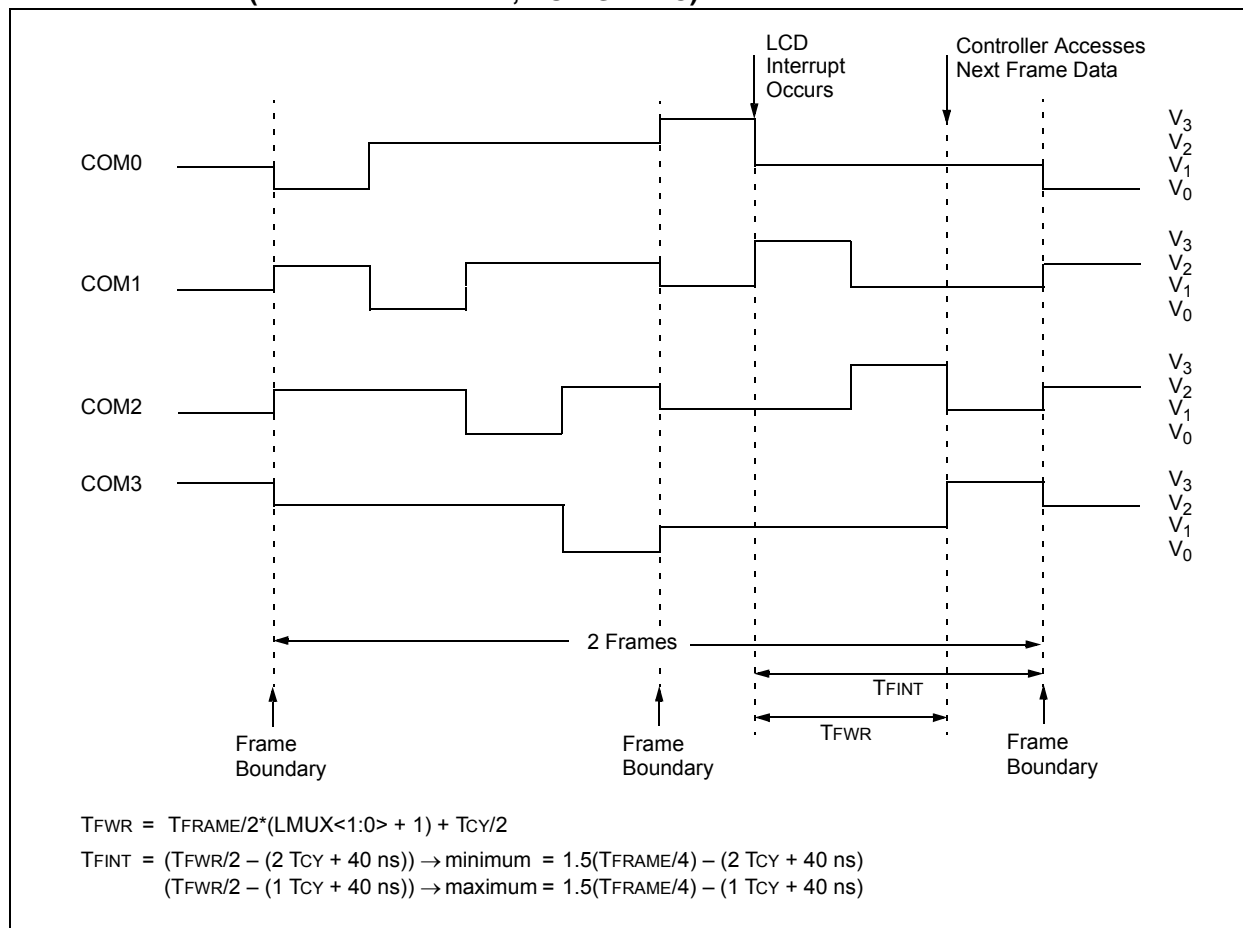 LCD
Interrupt
Occurs
Controller Accesses
Next Frame Data
COM0
V3
V2
V1
V0
COM1
V3
V2
V1
V0
COM2
V3
V2
V1
V0
COM3
V3
V2
V1
V0
2 Frames
TFINT
TFWR
Frame
Boundary
Frame
Boundary
Frame
Boundary
TFWR = TFRAME/2*(LMUX<1:0> + 1) + TCY/2
TFINT = (TFWR/2 – (2 TCY + 40 ns)) → minimum = 1.5(TFRAME/4) – (2 TCY + 40 ns)
(TFWR/2 – (1 TCY + 40 ns)) → maximum = 1.5(TFRAME/4) – (1 TCY + 40 ns)